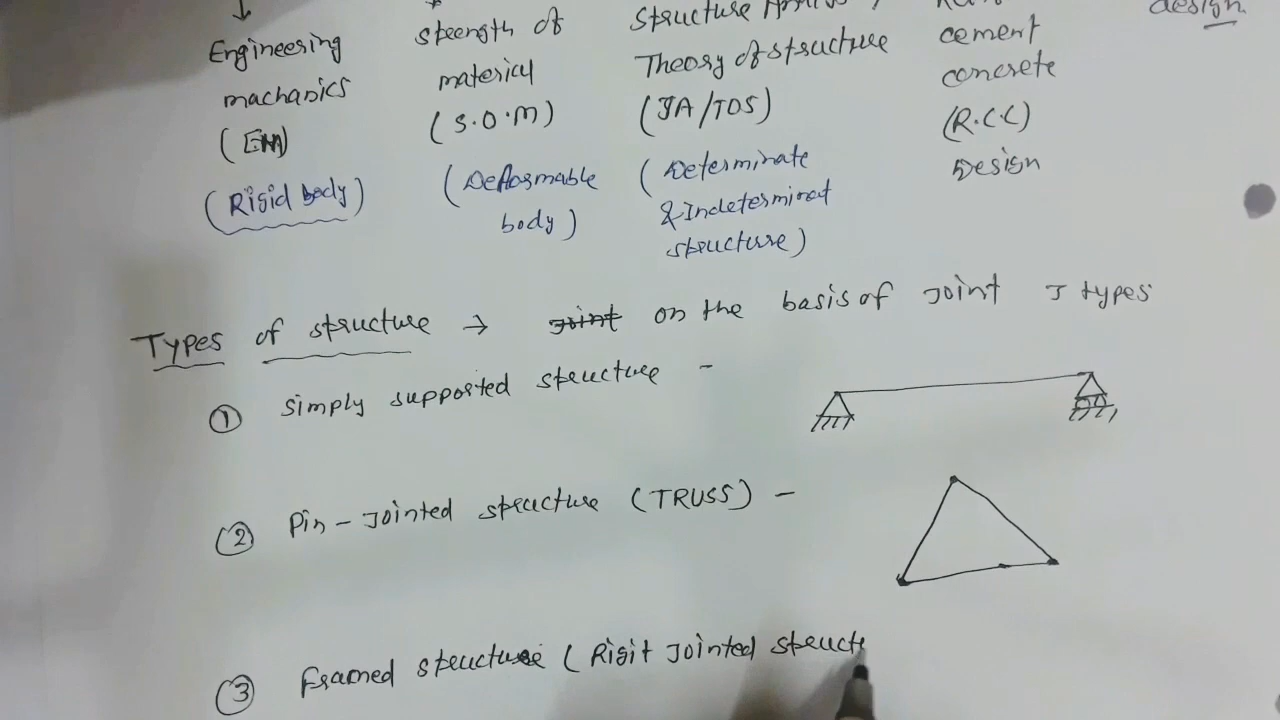 design
Engineering
machanics
(EM)
(Rigid body)
strength of
material
(S.O.M)
(Deformable
body)
structure
Theory of structure
(SA/TOS)
(Determinate
& Indeterminat
structure)
cement
concrete
(R.C.C)
Design
Types of structure → Joint on the basis of Joint 3 types
① Simply supported structure -
② Pin-Jointed structure (TRUSS) -
③ Framed structure (Risit Jointed structu